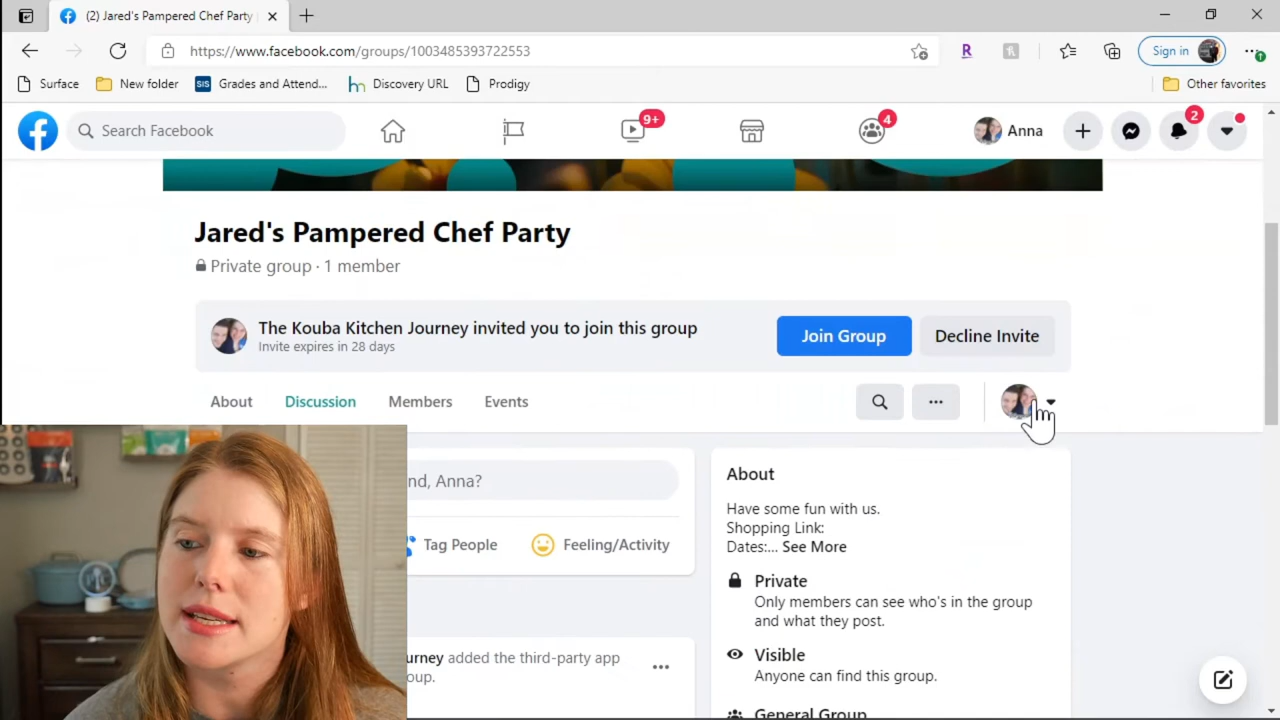 (2) Jared's Pampered Chef Party
https://www.facebook.com/groups/1003485393722553
R
h
Sign in
Surface
New folder
SIS
Grades and Attend...
Discovery URL
Prodigy
Other favorites
Search Facebook
9+
4
Anna
2
Jared's Pampered Chef Party
Private group · 1 member
The Kouba Kitchen Journey invited you to join this group
Invite expires in 28 days
Join Group
Decline Invite
About
Discussion
Members
Events
nd, Anna?
Tag People
Feeling/Activity
urney added the third-party app
oup.
About
Have some fun with us.
Shopping Link:
Dates:... See More
Private
Only members can see who's in the group
and what they post.
Visible
Anyone can find this group.
General Group